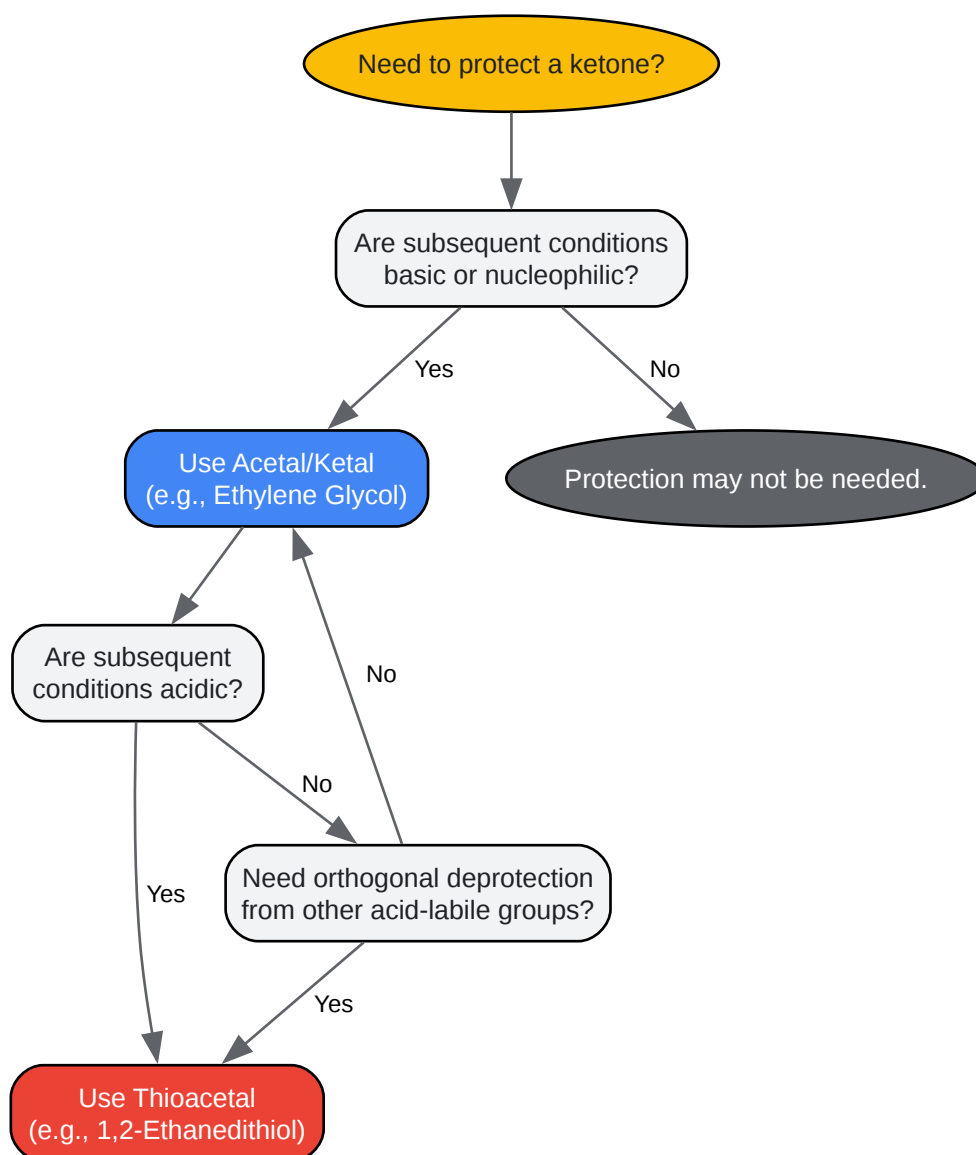 Need to protect a ketone?
Are subsequent conditions
basic or nucleophilic?
Yes
No
Use Acetal/Ketal
(e.g., Ethylene Glycol)
Protection may not be needed.
Are subsequent
conditions acidic?
No
No
Yes
Need orthogonal deprotection
from other acid-labile groups?
Yes
Use Thioacetal
(e.g., 1,2-Ethanedithiol)